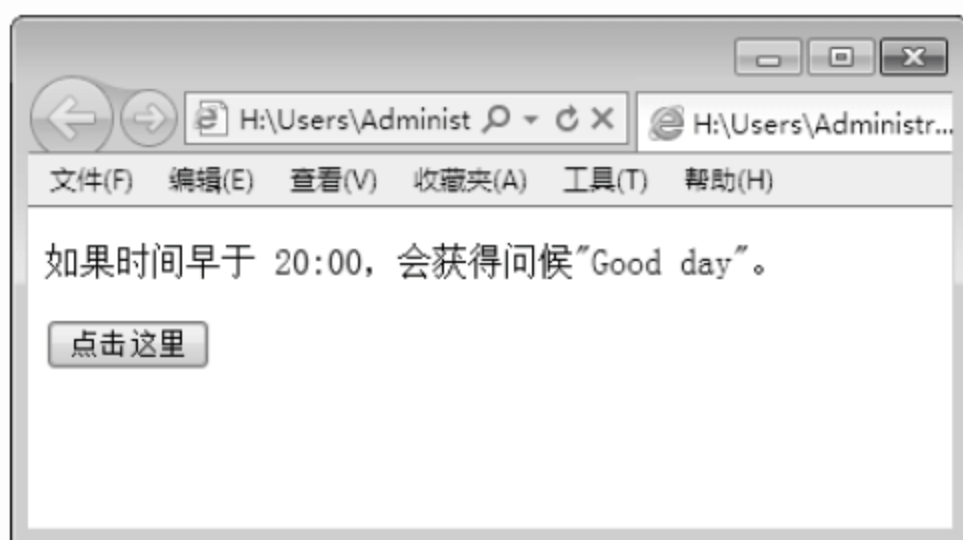 H:\Users\Administ
H:\Users\Administr...
文件(F) 编辑(E) 查看(V) 收藏夹(A) 工具(T) 帮助(H)
如果时间早于 20:00，会获得问候"Good day"。
点击这里